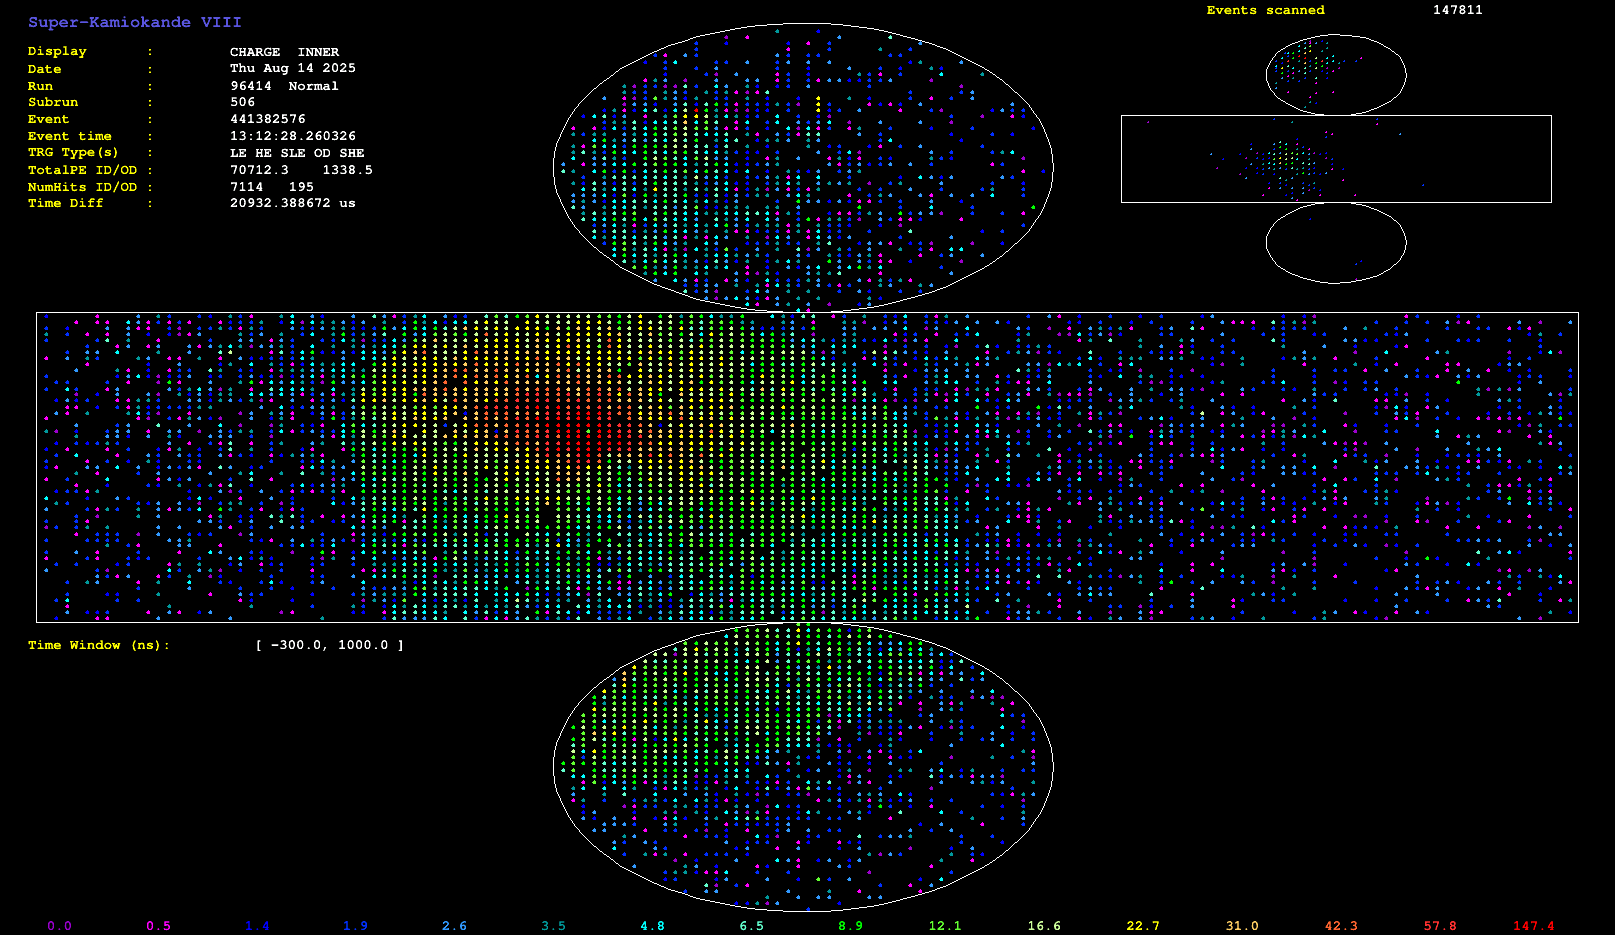 Super-Kamiokande VIII
Events scanned 147811
Display : CHARGE INNER
Date : Thu Aug 14 2025
Run : 96414 Normal
Subrun : 506
Event : 441382576
Event time : 13:12:28.260326
TRG Type(s) : LE HE SLE OD SHE
TotalPE ID/OD : 70712.3 1338.5
NumHits ID/OD : 7114 195
Time Diff : 20932.388672 us
Time Window (ns): [ -300.0, 1000.0 ]
0.0 0.5 1.4 1.9 2.6 3.5 4.8 6.5 8.9 12.1 16.6 22.7 31.0 42.3 57.8 147.4